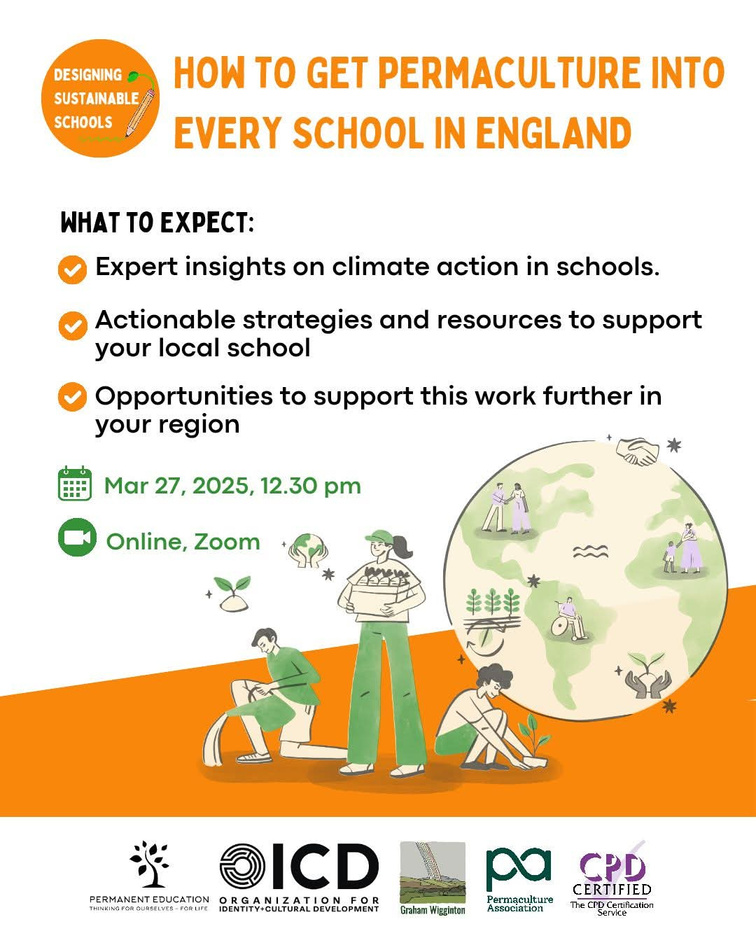 DESIGNING
SUSTAINABLE
SCHOOLS
HOW TO GET PERMACULTURE INTO
EVERY SCHOOL IN ENGLAND
WHAT TO EXPECT:
Expert insights on climate action in schools.
Actionable strategies and resources to support
your local school
Opportunities to support this work further in
your region
Mar 27, 2025, 12.30 pm
Online, Zoom
PERMANENT EDUCATION
THINKING FOR OURSELVES – FOR LIFE
ICD
ORGANIZATION FOR
IDENTITY+CULTURAL DEVELOPMENT
Graham Wigginton
pa
Permaculture
Association
CPD
CERTIFIED
The CPD Certification
Service